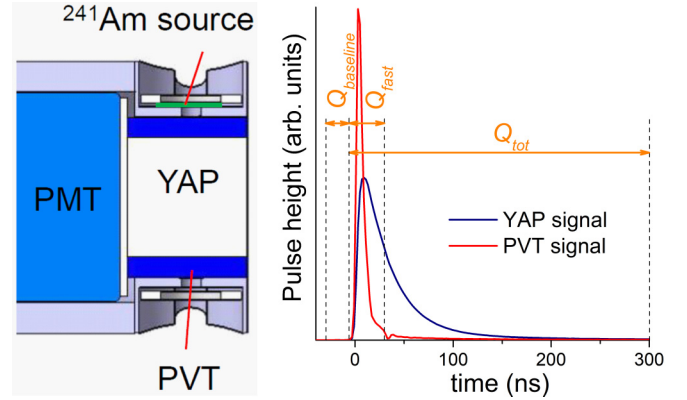 ²⁴¹Am source
PMT
YAP
PVT
Pulse height (arb. units)
Q_baseline
Q_fast
Q_tot
YAP signal
PVT signal
0
100
200
300
time (ns)